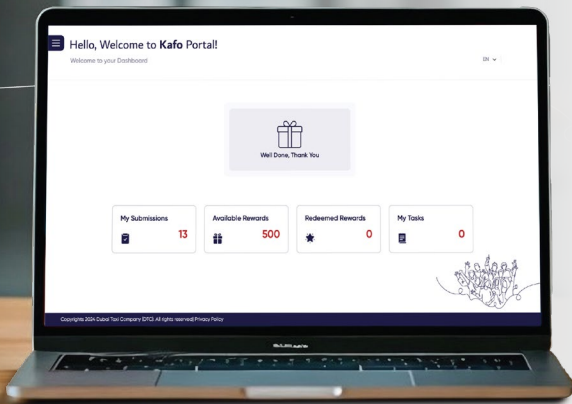 Hello, Welcome to Kafo Portal!
Welcome to your Dashboard
EN
Well Done, Thank You
My Submissions
13
Available Rewards
500
Redeemed Rewards
0
My Tasks
0
Copyrights 2024 Dubai Taxi Company (DTC). All rights reserved| Privacy Policy